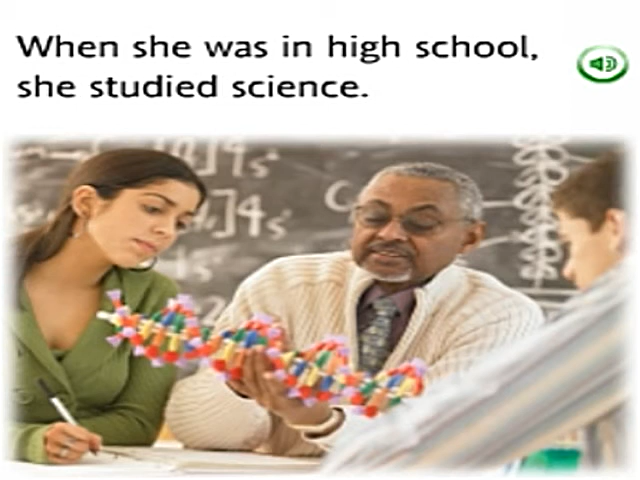 When she was in high school,
she studied science.